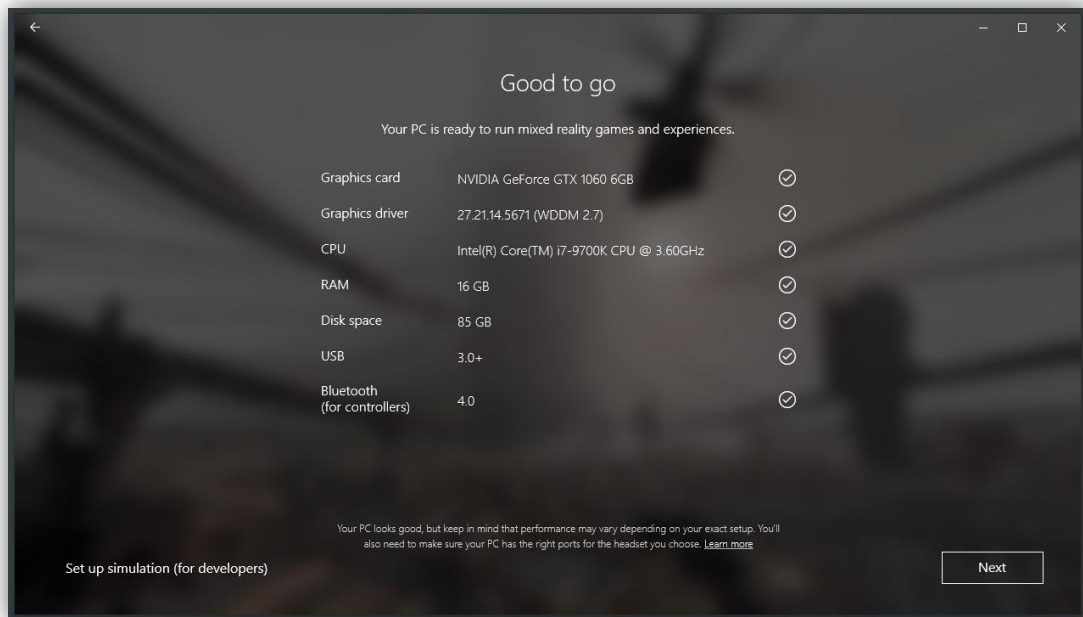 Good to go
Your PC is ready to run mixed reality games and experiences.
Graphics card NVIDIA GeForce GTX 1060 6GB
Graphics driver 27.21.14.5671 (WDDM 2.7)
CPU Intel(R) Core(TM) i7-9700K CPU @ 3.60GHz
RAM 16 GB
Disk space 85 GB
USB 3.0+
Bluetooth
(for controllers) 4.0
Your PC looks good, but keep in mind that performance may vary depending on your exact setup. You'll
also need to make sure your PC has the right ports for the headset you choose. Learn more
Set up simulation (for developers)
Next